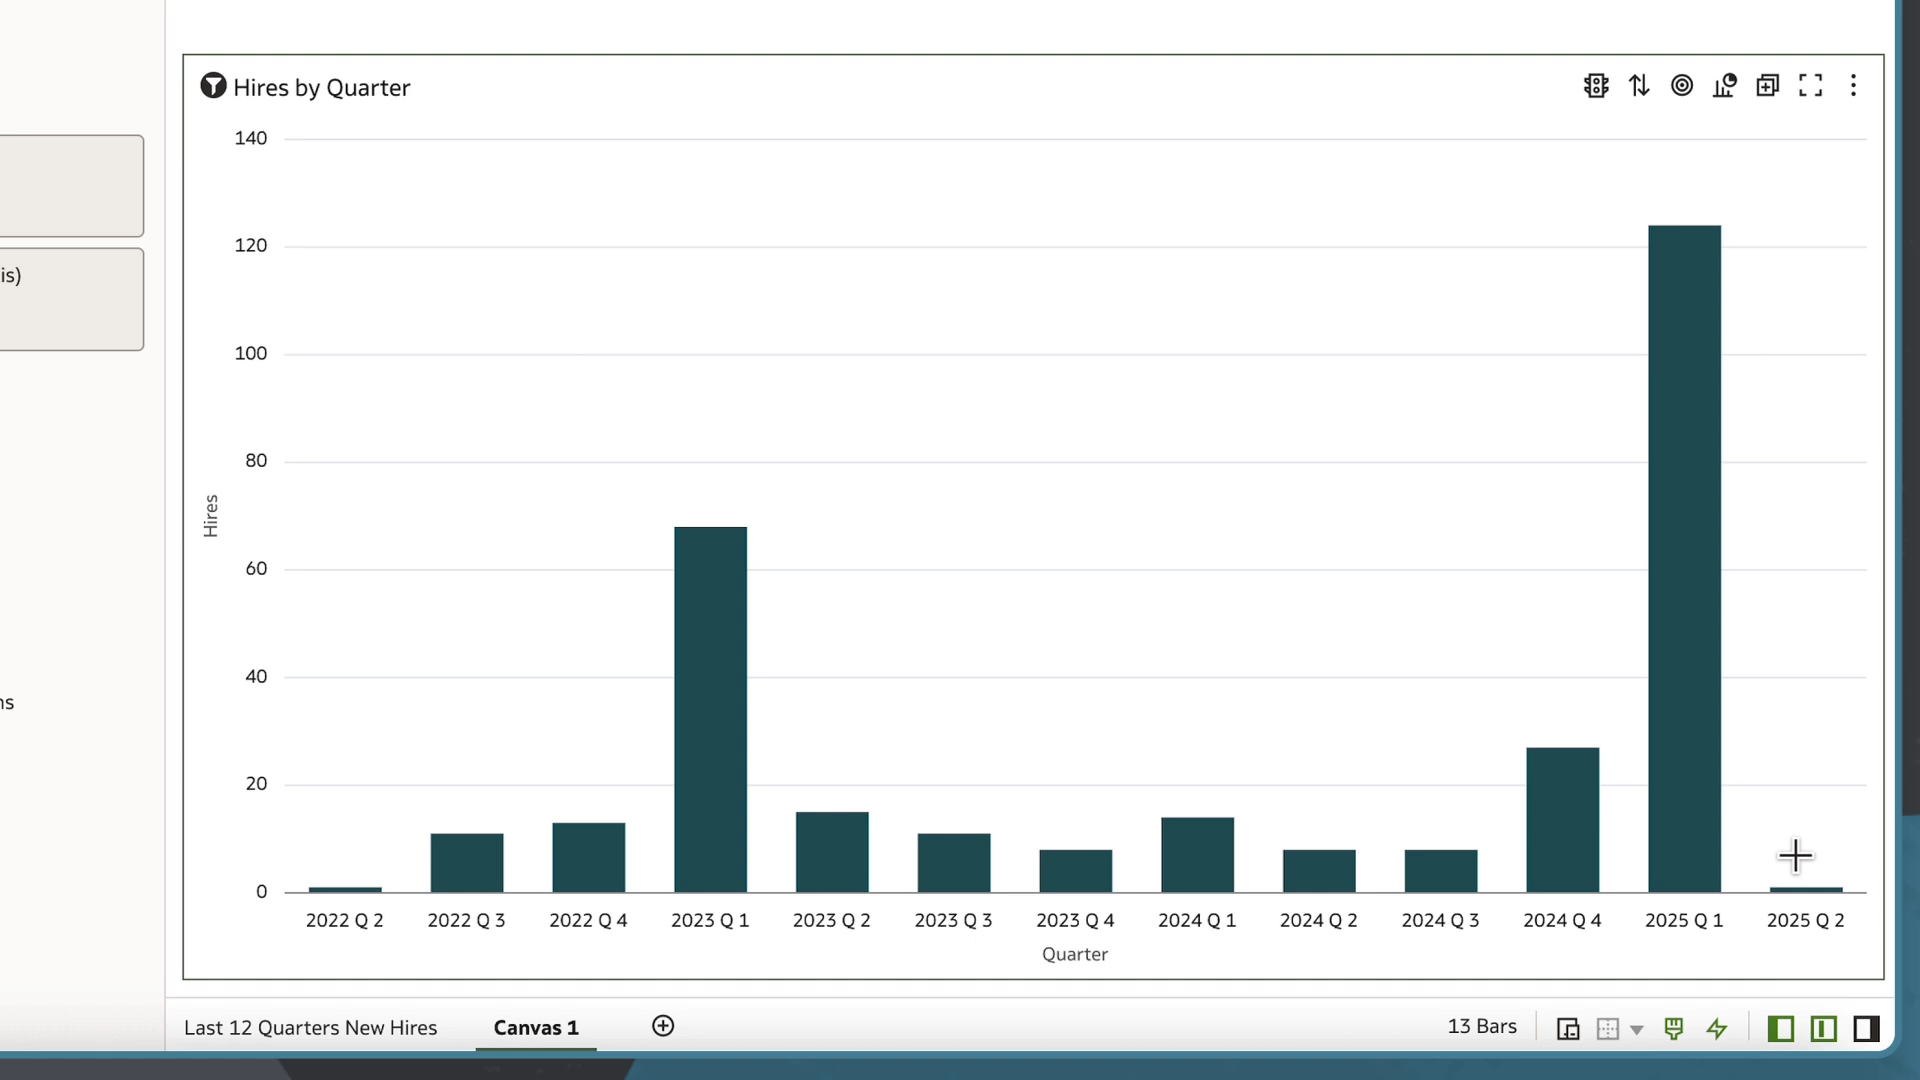 Hires by Quarter
140
120
is)
100
80
Hires
60
40
ns
20
0
2022 Q 2 2022 Q 3 2022 Q 4 2023 Q 1 2023 Q 2 2023 Q 3 2023 Q 4 2024 Q 1 2024 Q 2 2024 Q 3 2024 Q 4 2025 Q 1 2025 Q 2
Quarter
Last 12 Quarters New Hires Canvas 1 13 Bars